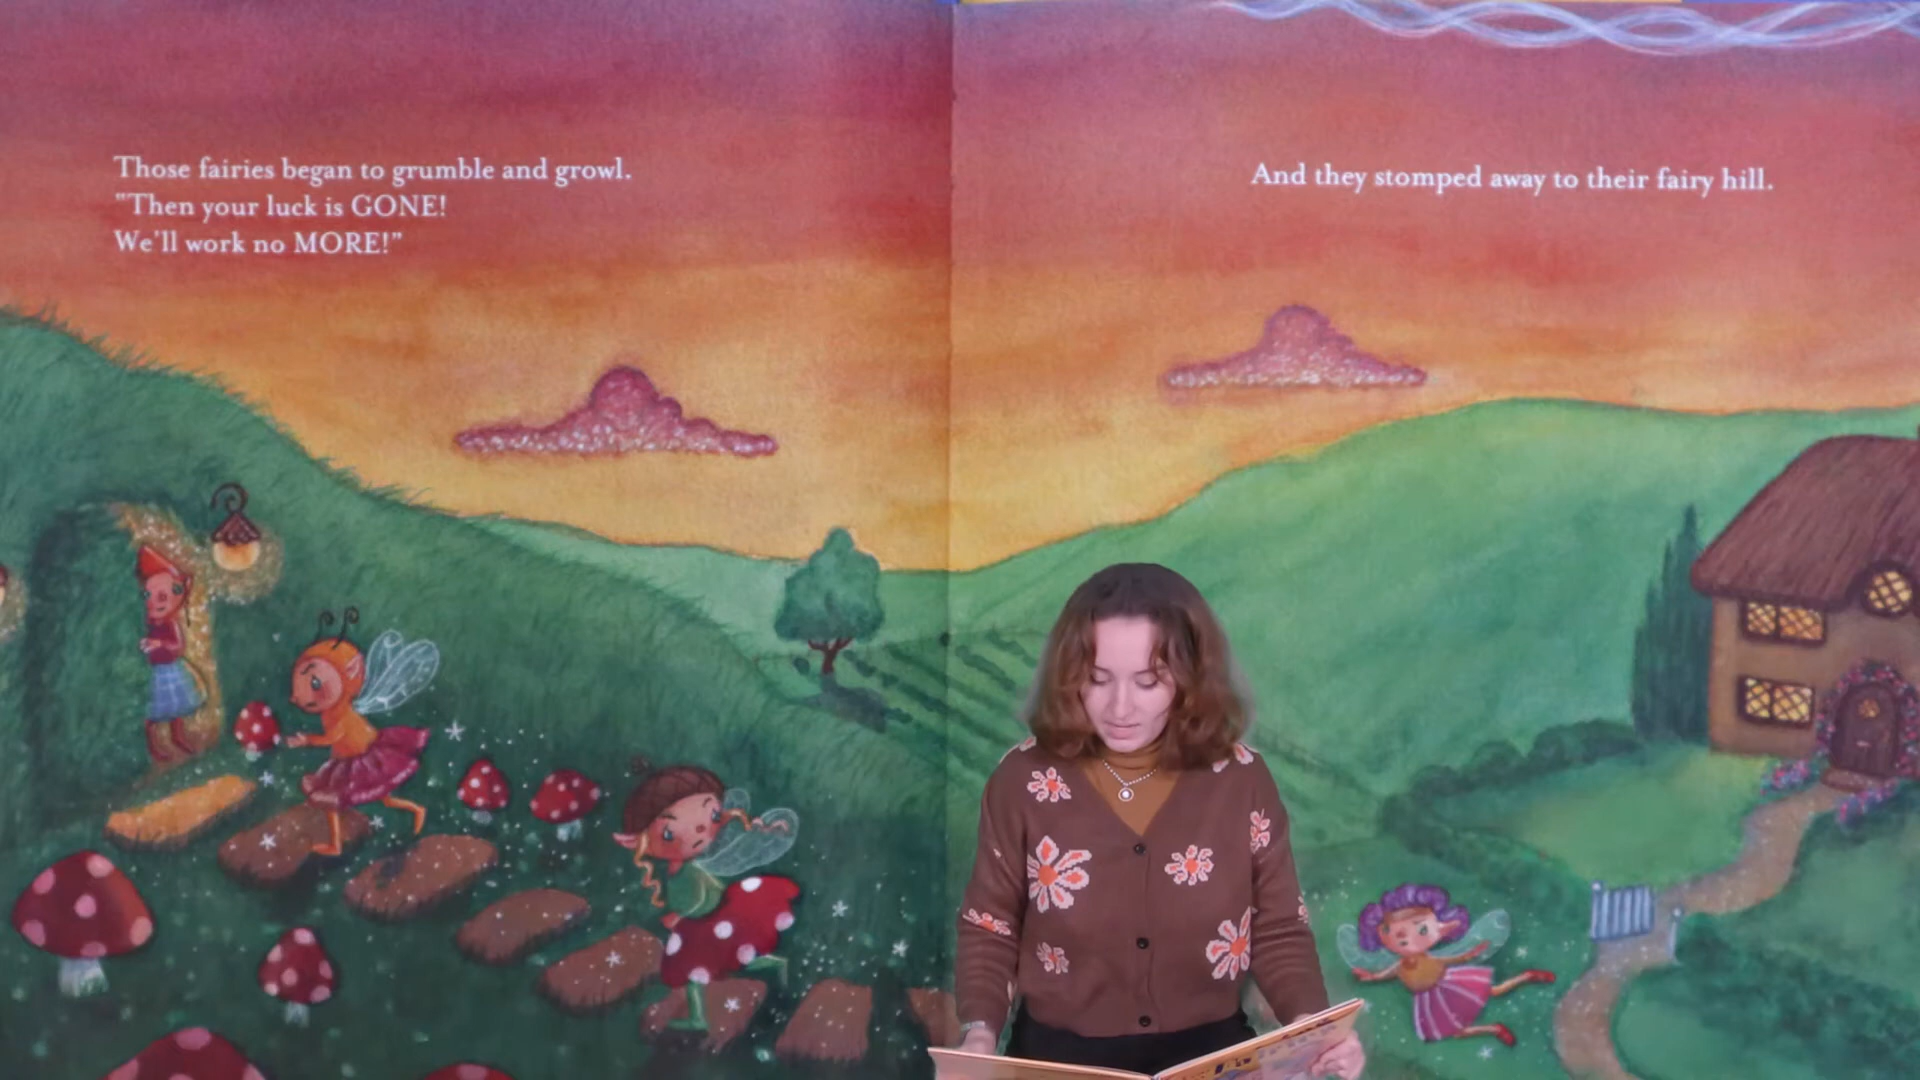 Those fairies began to grumble and growl.
"Then your luck is GONE!
We'll work no MORE!"
And they stomped away to their fairy hill.